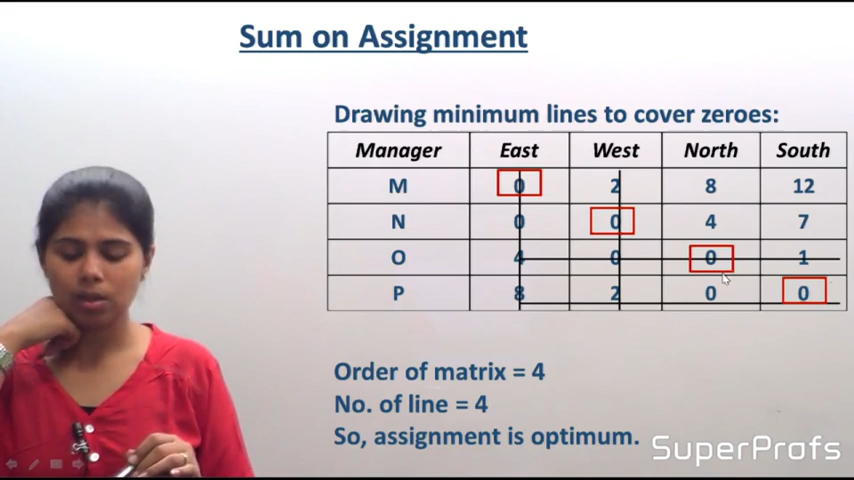 Sum on Assignment
Drawing minimum lines to cover zeroes:
Manager East West North South
M 0 2 8 12
N 0 0 4 7
O 4 0 0 1
P 8 2 0 0
Order of matrix = 4
No. of line = 4
So, assignment is optimum.
SuperProfs